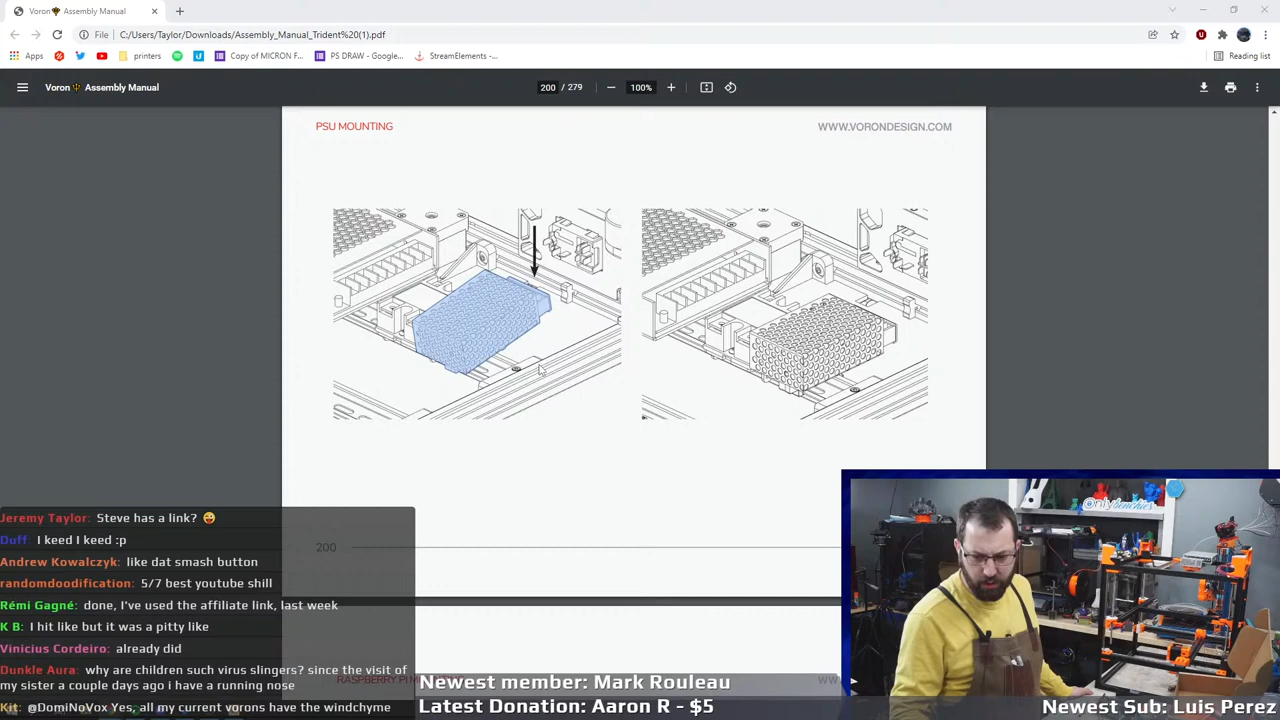 Voron Assembly Manual
File
C:/Users/Taylor/Downloads/Assembly_Manual_Trident%20(1).pdf
Apps
printers
Copy of MICRON F...
PS DRAW - Google...
StreamElements -...
Reading list
Voron Assembly Manual
200 / 279
100%
PSU MOUNTING
WWW.VORONDESIGN.COM
200
Jeremy Taylor: Steve has a link? 😜
Duff: I keed I keed :p
Andrew Kowalczyk: like dat smash button
randomdoodification: 5/7 best youtube shill
Rémi Gagné: done, I've used the affiliate link, last week
K B: I hit like but it was a pitty like
Vinicius Cordeiro: already did
Dunkle Aura: why are children such virus slingers? since the visit of
my sister a couple days ago i have a running nose
Kit: @DomiNoVox Yes, all my current vorons have the windchyme
@Onlybenchies
Newest member: Mark Rouleau
Latest Donation: Aaron R - $5
Newest Sub: Luis Perez